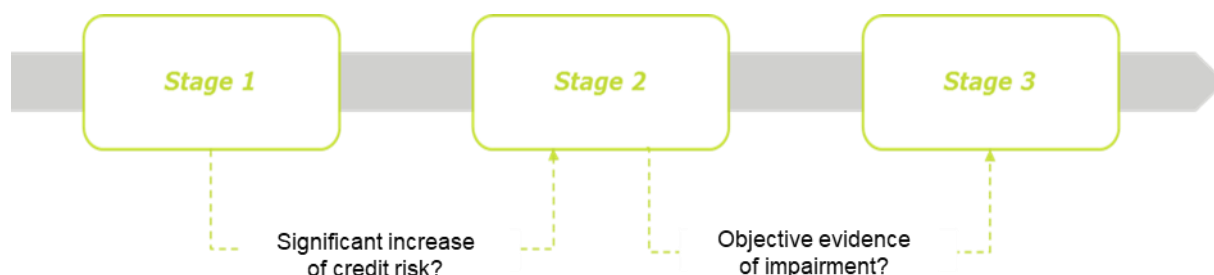 Stage 1
Stage 2
Stage 3
Significant increase
of credit risk?
Objective evidence
of impairment?